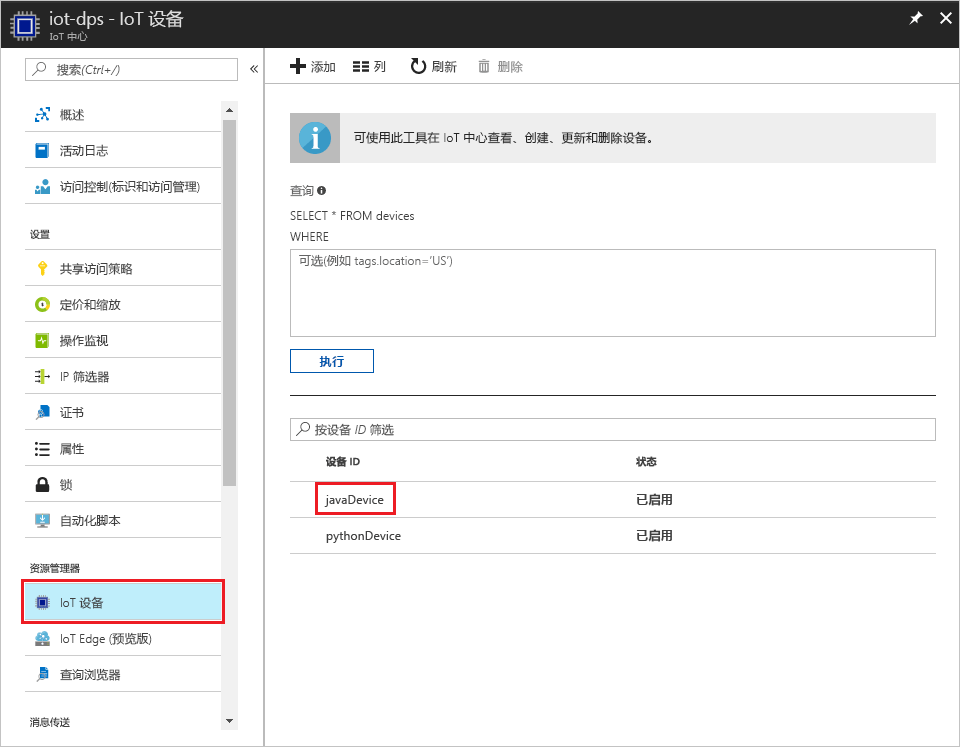 iot-dps - IoT 设备
IoT 中心
搜索(Ctrl+/)
概述
活动日志
访问控制(标识和访问管理)
设置
共享访问策略
定价和缩放
操作监视
IP 筛选器
证书
属性
锁
自动化脚本
资源管理器
IoT 设备
IoT Edge (预览版)
查询浏览器
消息传送
添加 列 刷新 删除
可使用此工具在 IoT 中心查看、创建、更新和删除设备。
查询
SELECT * FROM devices
WHERE
可选(例如 tags.location='US')
执行
按设备 ID 筛选
设备 ID 状态
javaDevice 已启用
pythonDevice 已启用